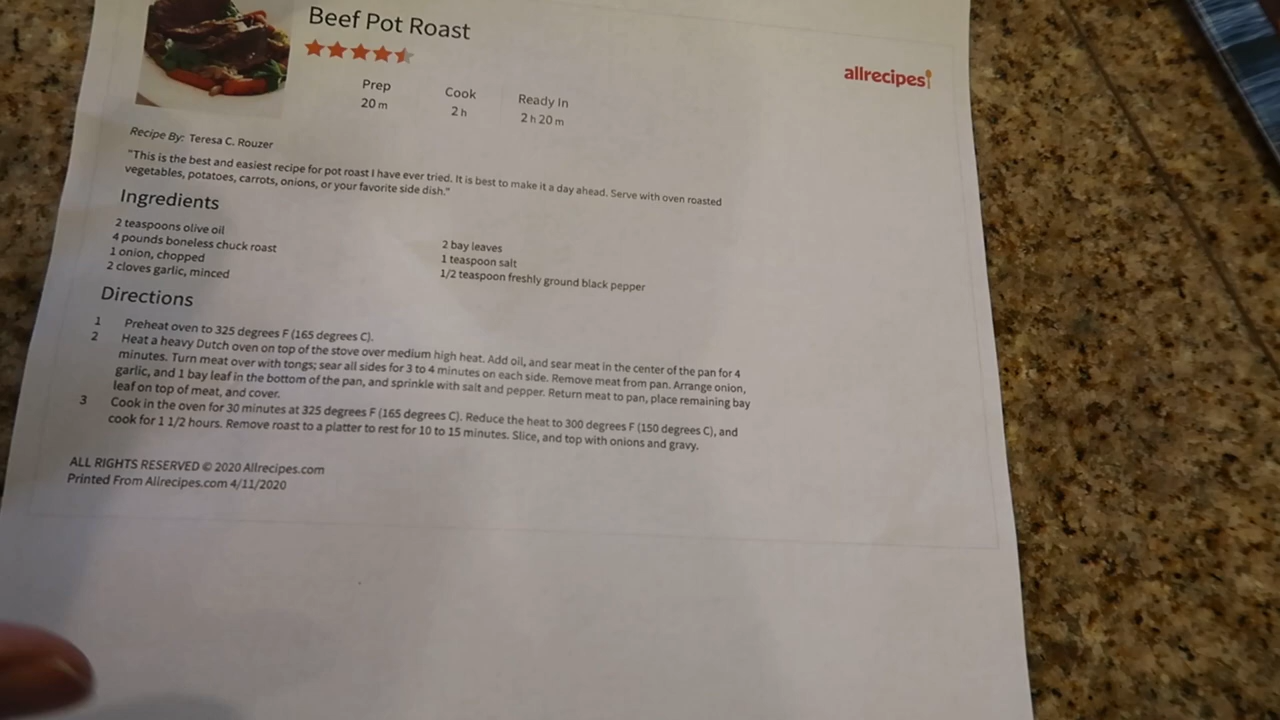 Beef Pot Roast
allrecipes
Prep
Cook
Ready In
20 m
2 h
2 h 20 m
Recipe By: Teresa C. Rouzer
"This is the best and easiest recipe for pot roast I have ever tried. It is best to make it a day ahead. Serve with oven roasted
vegetables, potatoes, carrots, onions, or your favorite side dish."
Ingredients
2 teaspoons olive oil
4 pounds boneless chuck roast
1 onion, chopped
2 cloves garlic, minced
2 bay leaves
1 teaspoon salt
1/2 teaspoon freshly ground black pepper
Directions
1 Preheat oven to 325 degrees F (165 degrees C).
2 Heat a heavy Dutch oven on top of the stove over medium high heat. Add oil, and sear meat in the center of the pan for 4
minutes. Turn meat over with tongs; sear all sides for 3 to 4 minutes on each side. Remove meat from pan. Arrange onion,
garlic, and 1 bay leaf in the bottom of the pan, and sprinkle with salt and pepper. Return meat to pan, place remaining bay
leaf on top of meat, and cover.
3 Cook in the oven for 30 minutes at 325 degrees F (165 degrees C). Reduce the heat to 300 degrees F (150 degrees C), and
cook for 1 1/2 hours. Remove roast to a platter to rest for 10 to 15 minutes. Slice, and top with onions and gravy.
ALL RIGHTS RESERVED © 2020 Allrecipes.com
Printed From Allrecipes.com 4/11/2020